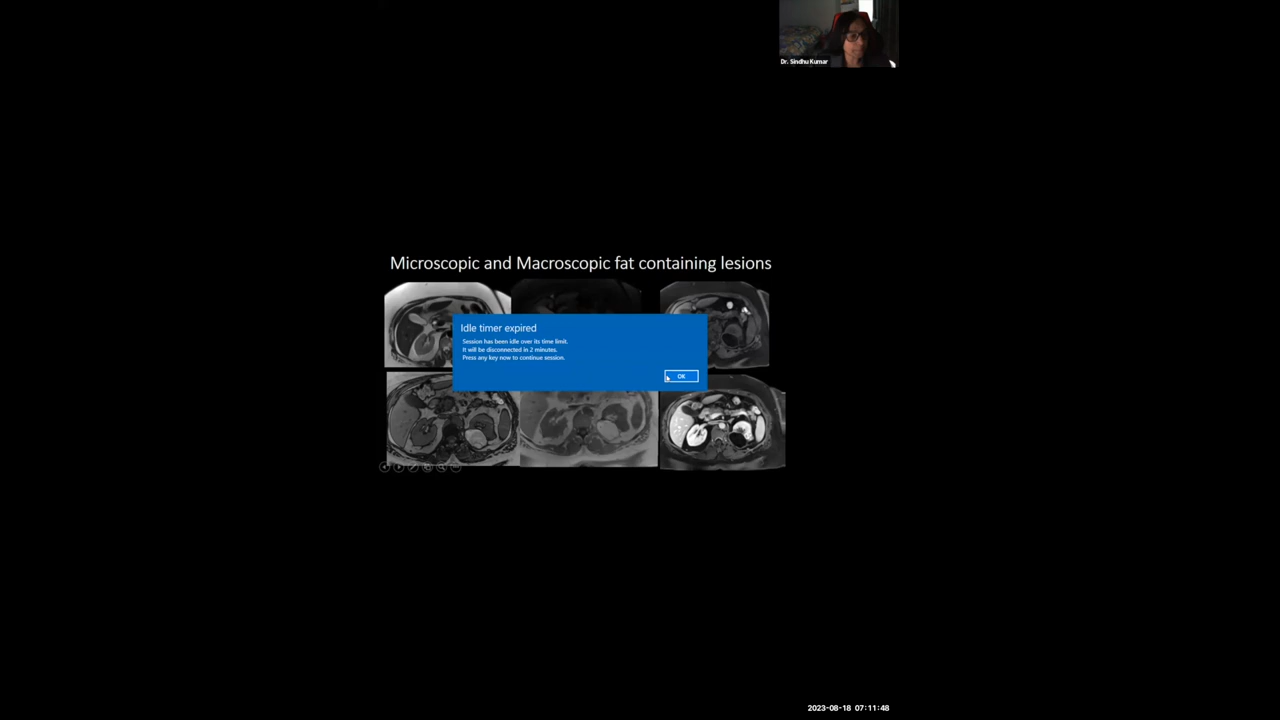 Dr. Sindhu Kumar
Microscopic and Macroscopic fat containing lesions
Idle timer expired
Session has been idle over its time limit.
It will be disconnected in 2 minutes.
Press any key now to continue session.
OK
2023-08-18 07:11:48